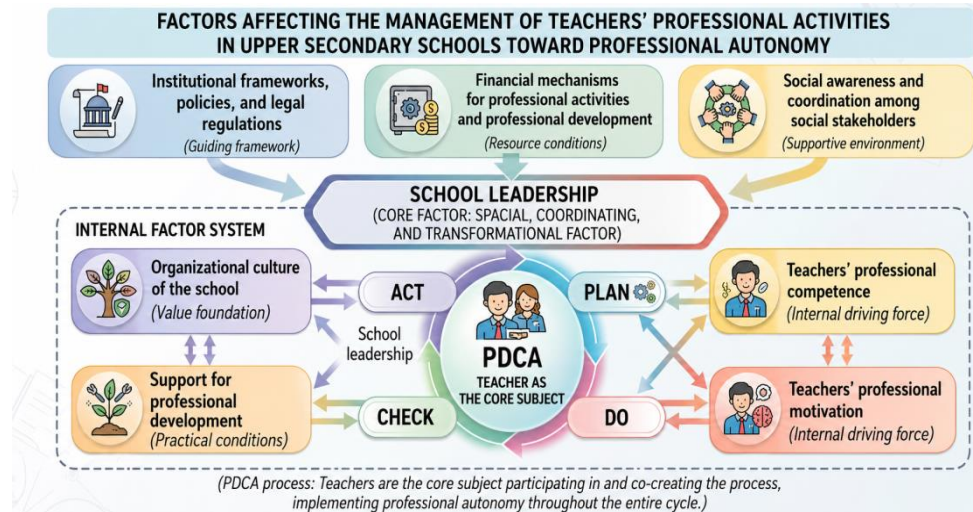 FACTORS AFFECTING THE MANAGEMENT OF TEACHERS’ PROFESSIONAL ACTIVITIES
IN UPPER SECONDARY SCHOOLS TOWARD PROFESSIONAL AUTONOMY
Institutional frameworks,
policies, and legal
regulations
(Guiding framework)
Financial mechanisms
for professional activities
and professional development
(Resource conditions)
Social awareness and
coordination among
social stakeholders
(Supportive environment)
SCHOOL LEADERSHIP
(CORE FACTOR: SPACIAL, COORDINATING,
AND TRANSFORMATIONAL FACTOR)
INTERNAL FACTOR SYSTEM
Organizational culture
of the school
(Value foundation)
ACT
PLAN
Teachers’ professional
competence
(Internal driving force)
School
leadership
PDCA
TEACHER AS
THE CORE SUBJECT
Support for
professional
development
(Practical conditions)
CHECK
DO
Teachers’ professional
motivation
(Internal driving force)
(PDCA process: Teachers are the core subject participating in and co-creating the process,
implementing professional autonomy throughout the entire cycle.)